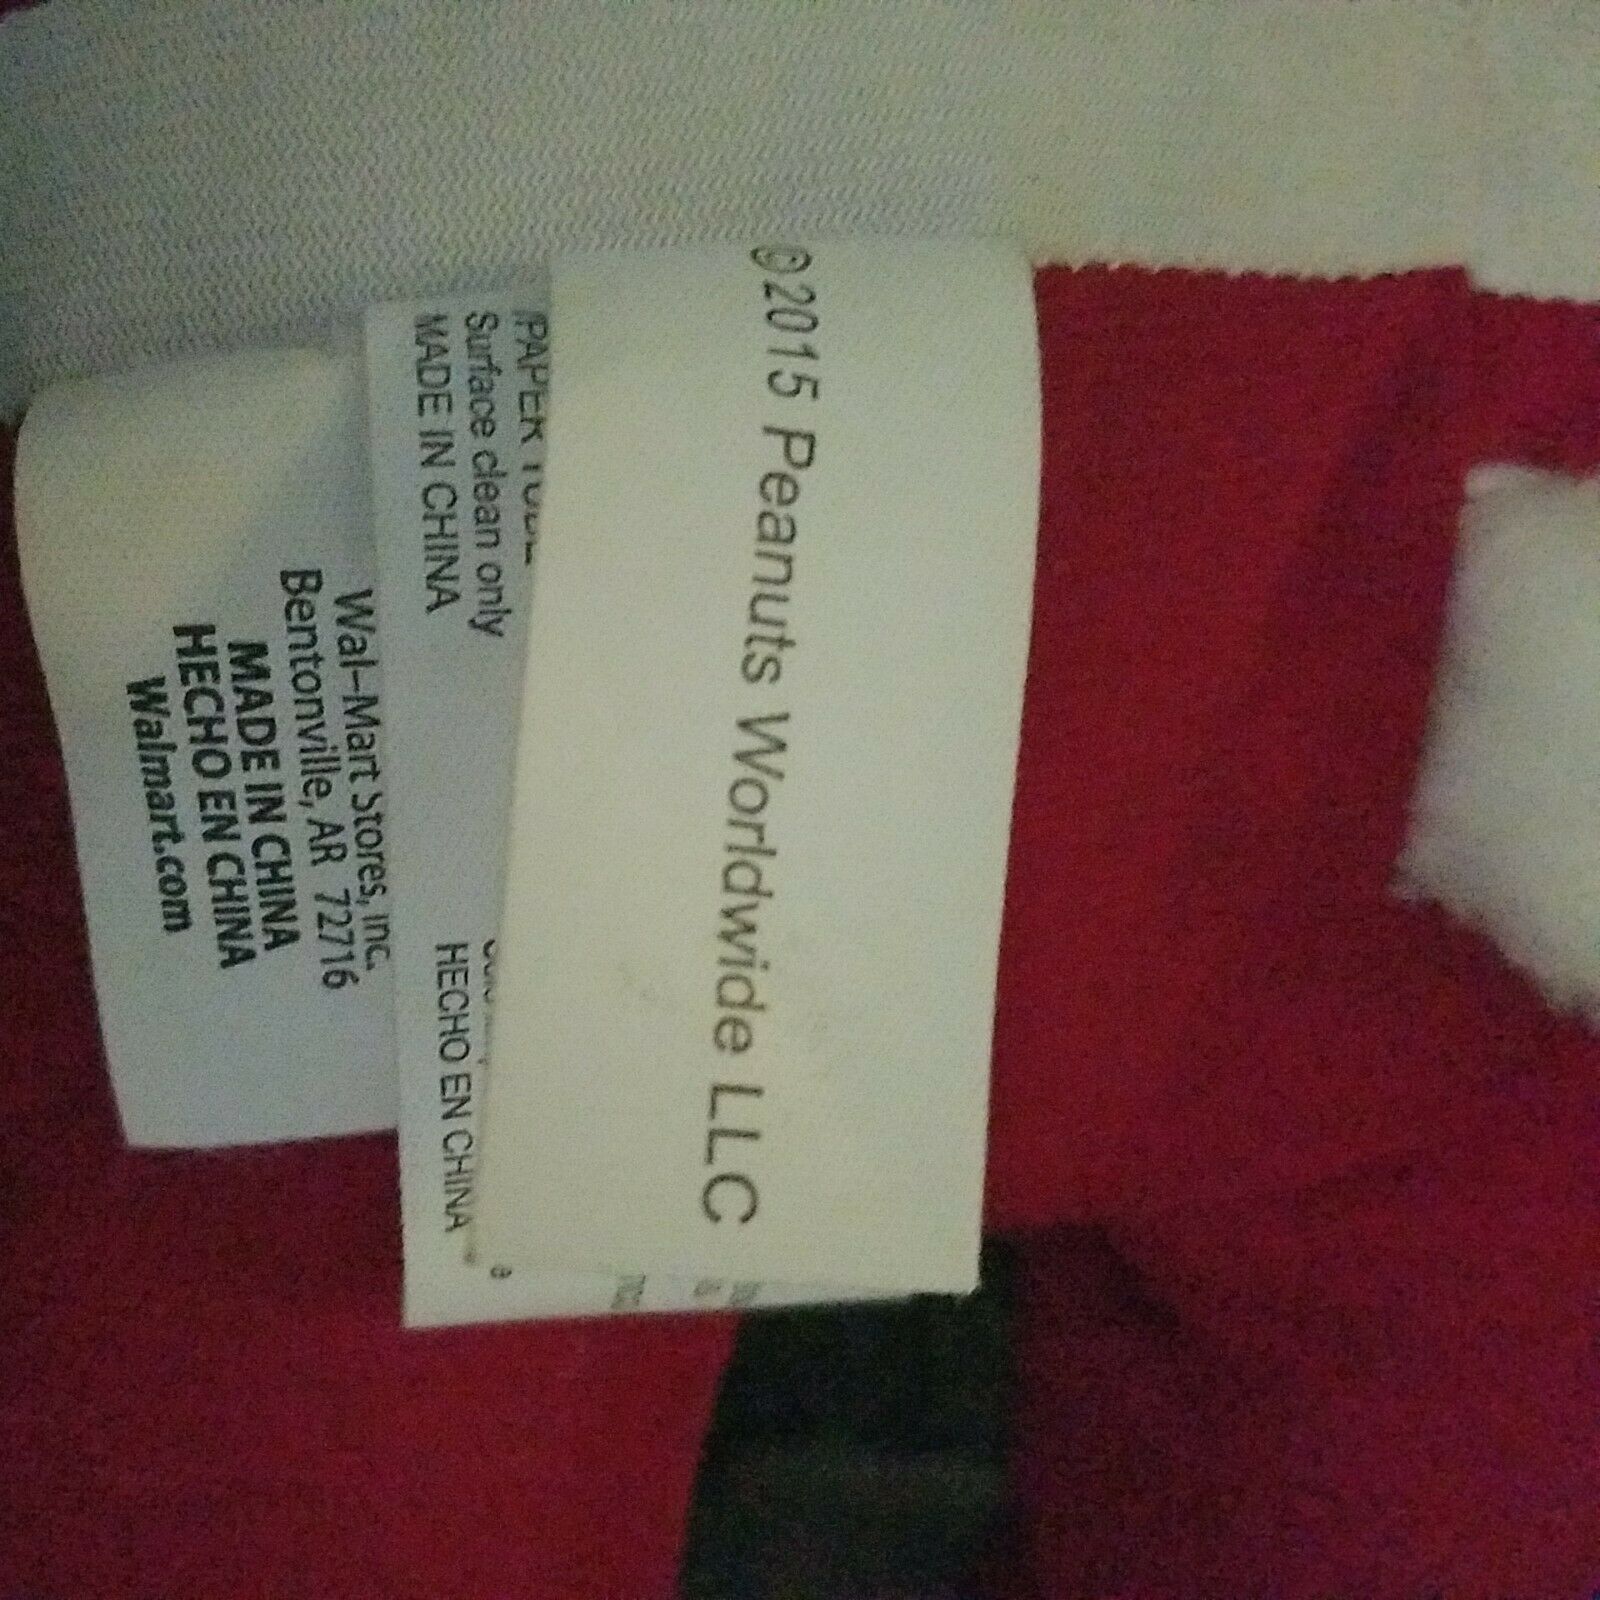 ©2015 Peanuts Worldwide LLC
Surface clean only
MADE IN CHINA
HECHO EN CHINA
Wal-Mart Stores, Inc.
Bentonville, AR 72716
MADE IN CHINA
HECHO EN CHINA
Walmart.com